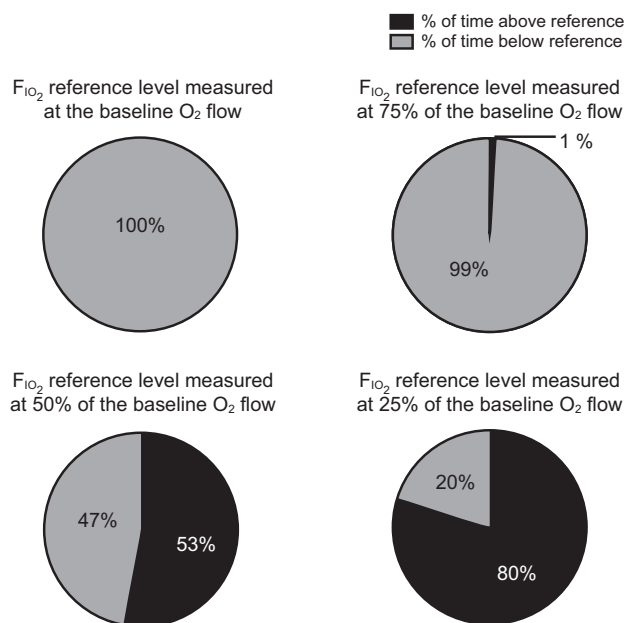 % of time above reference
% of time below reference
FIO2 reference level measured
at the baseline O2 flow
100%
FIO2 reference level measured
at 75% of the baseline O2 flow
1 %
99%
FIO2 reference level measured
at 50% of the baseline O2 flow
47%
53%
FIO2 reference level measured
at 25% of the baseline O2 flow
20%
80%